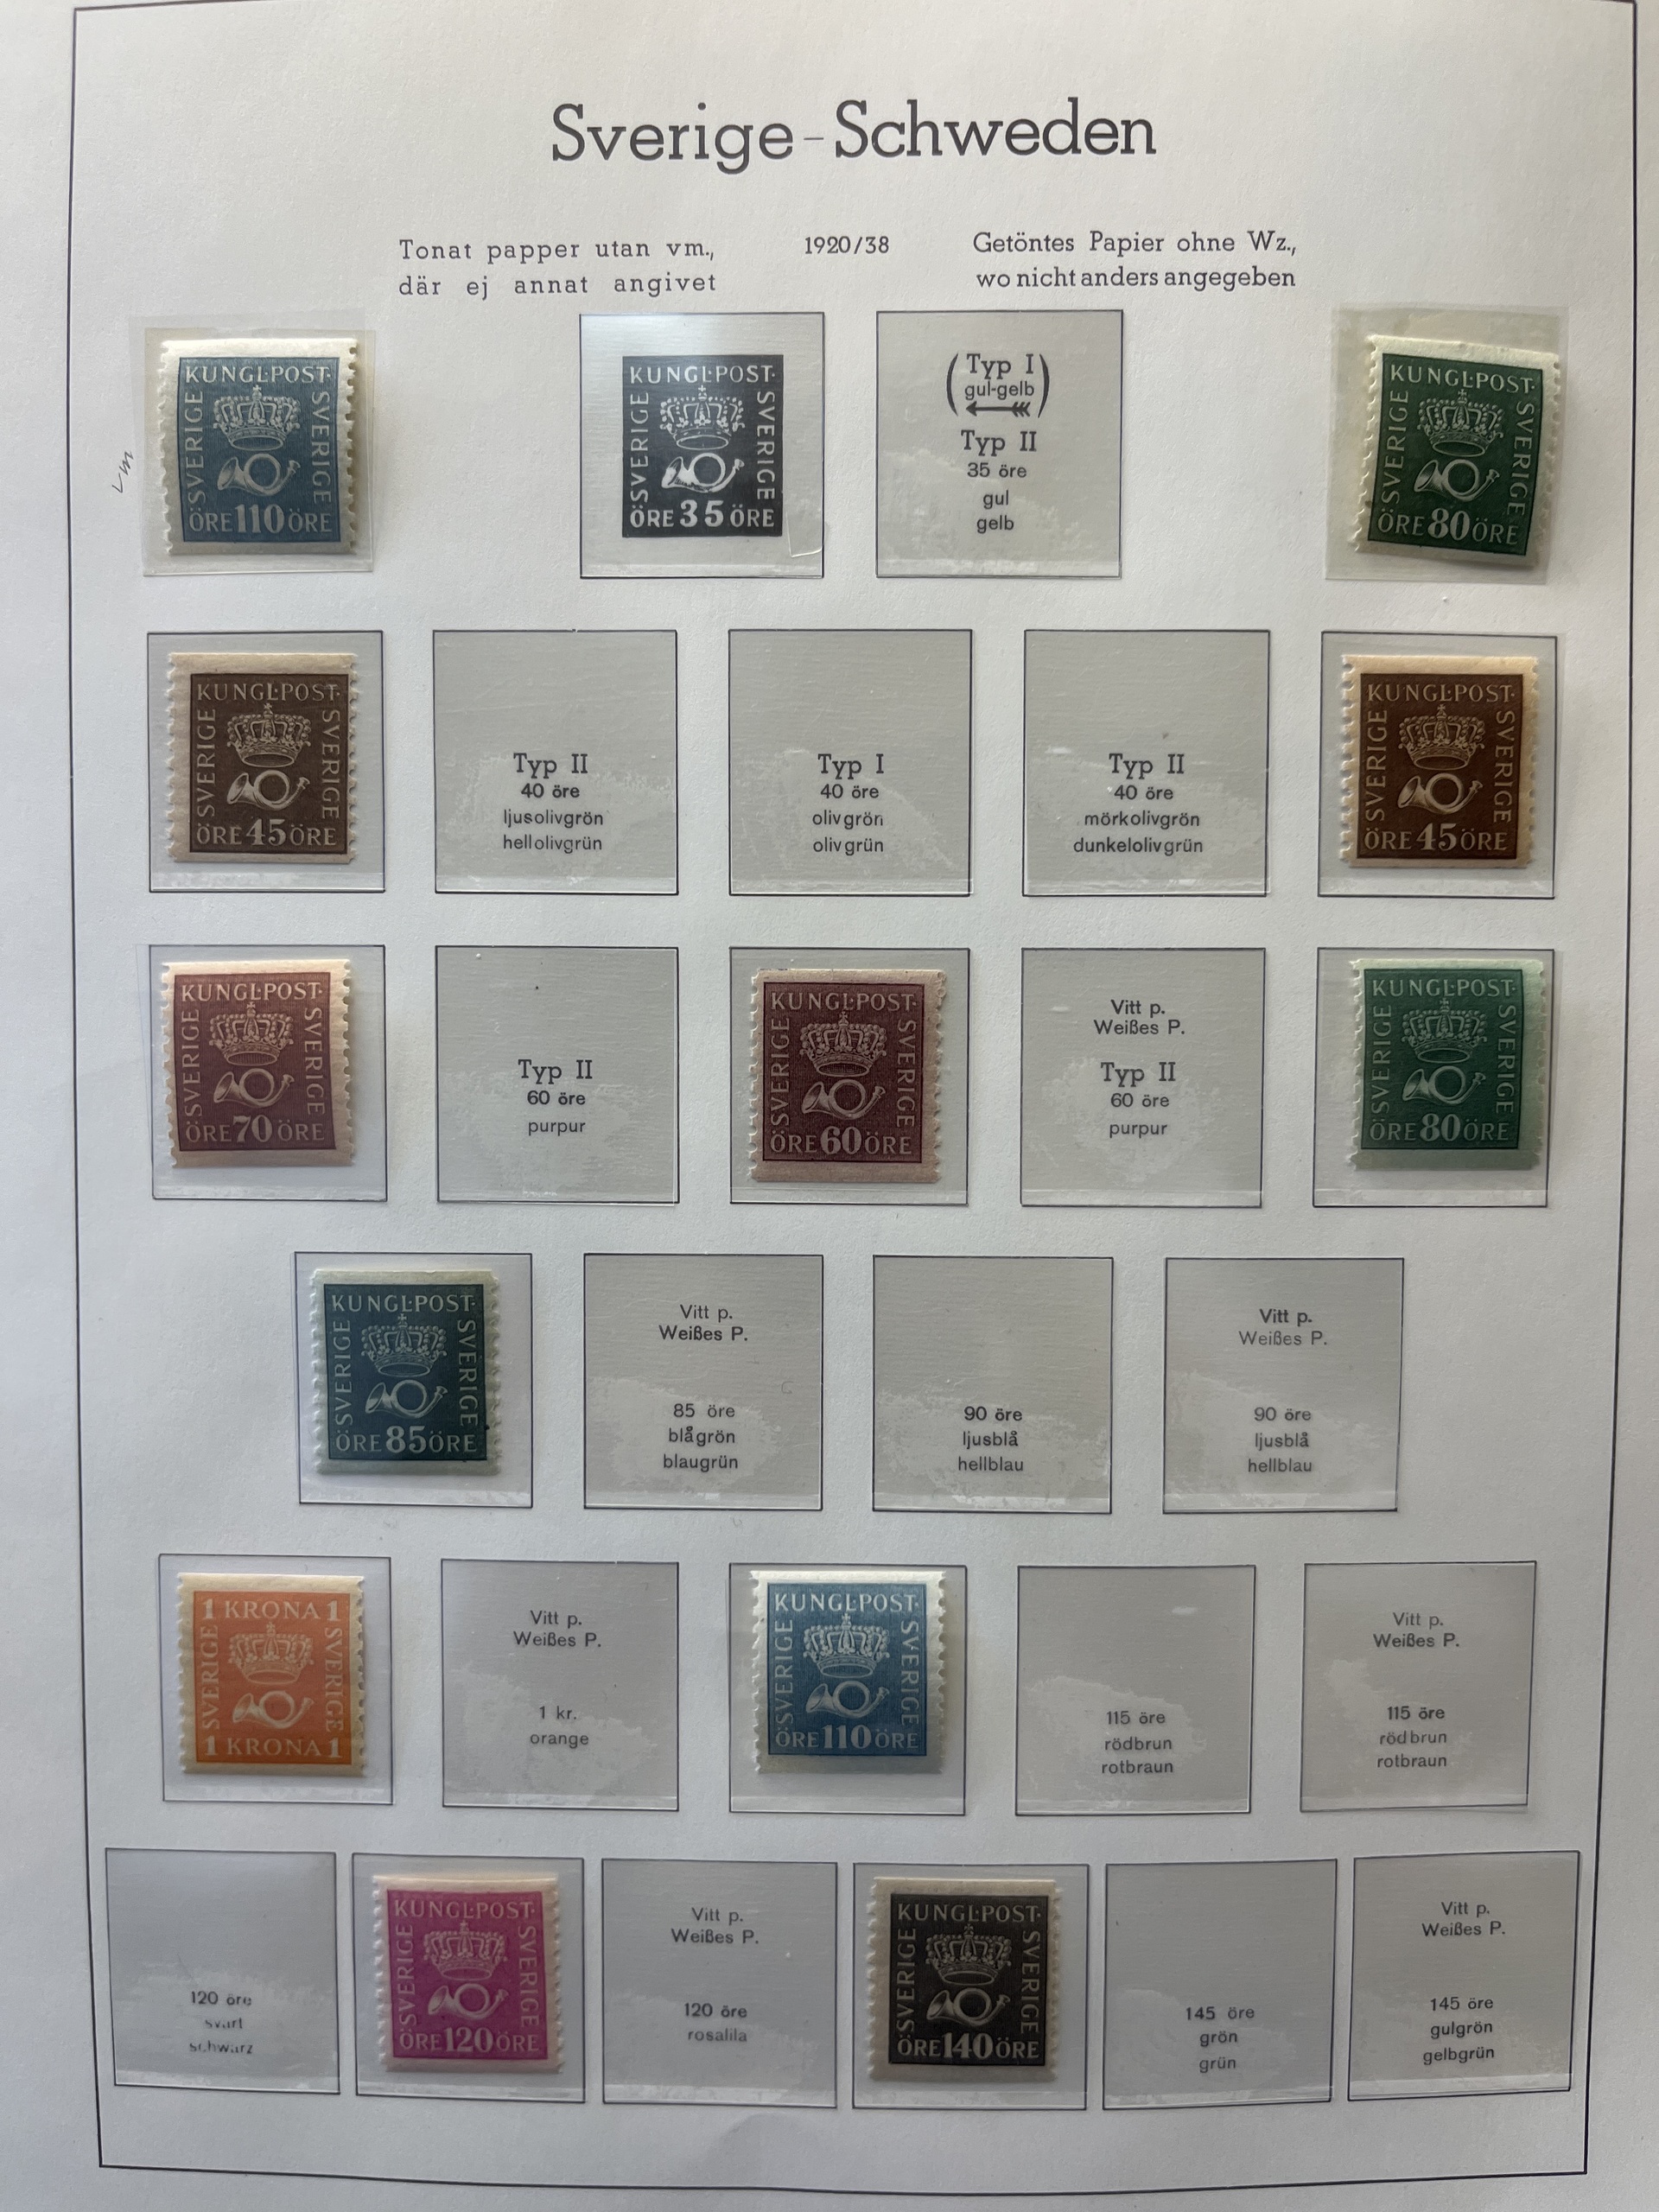 Sverige-Schweden
Tonat papper utan vm.,
där ej annat angivet
1920/38
Getöntes Papier ohne Wz.,
wo nicht anders angegeben
KUNGL·POST·
SVERIGE
SVERIGE
ÖRE 110 ÖRE
KUNGL·POST·
SVERIGE
SVERIGE
ÖRE 35 ÖRE
(Typ I)
gul-gelb
Typ II
35 öre
gul
gelb
KUNGL·POST·
SVERIGE
SVERIGE
ÖRE 80 ÖRE
KUNGL·POST·
SVERIGE
SVERIGE
ÖRE 45 ÖRE
Typ II
40 öre
ljusolivgrön
hellolivgrün
Typ I
40 öre
olivgrön
olivgrün
Typ II
40 öre
mörkolivgrön
dunkelolivgrün
KUNGL·POST·
SVERIGE
SVERIGE
ÖRE 45 ÖRE
KUNGL·POST·
SVERIGE
SVERIGE
ÖRE 70 ÖRE
Typ II
60 öre
purpur
KUNGL·POST·
SVERIGE
SVERIGE
ÖRE 60 ÖRE
Vitt p.
Weißes P.
Typ II
60 öre
purpur
KUNGL·POST·
SVERIGE
SVERIGE
ÖRE 80 ÖRE
KUNGL·POST·
SVERIGE
SVERIGE
ÖRE 85 ÖRE
Vitt p.
Weißes P.
85 öre
blågrön
blaugrün
90 öre
ljusblå
hellblau
Vitt p.
Weißes P.
90 öre
ljusblå
hellblau
1 KRONA 1
SVERIGE
SVERIGE
1 KRONA 1
Vitt p.
Weißes P.
1 kr.
orange
KUNGL·POST·
SVERIGE
SVERIGE
ÖRE 110 ÖRE
115 öre
rödbrun
rotbraun
Vitt p.
Weißes P.
115 öre
rödbrun
rotbraun
120 öre
svart
schwarz
KUNGL·POST·
SVERIGE
SVERIGE
ÖRE 120 ÖRE
Vitt p.
Weißes P.
120 öre
rosalila
KUNGL·POST·
SVERIGE
SVERIGE
ÖRE 140 ÖRE
145 öre
grön
grün
Vitt p.
Weißes P.
145 öre
gulgrön
gelbgrün